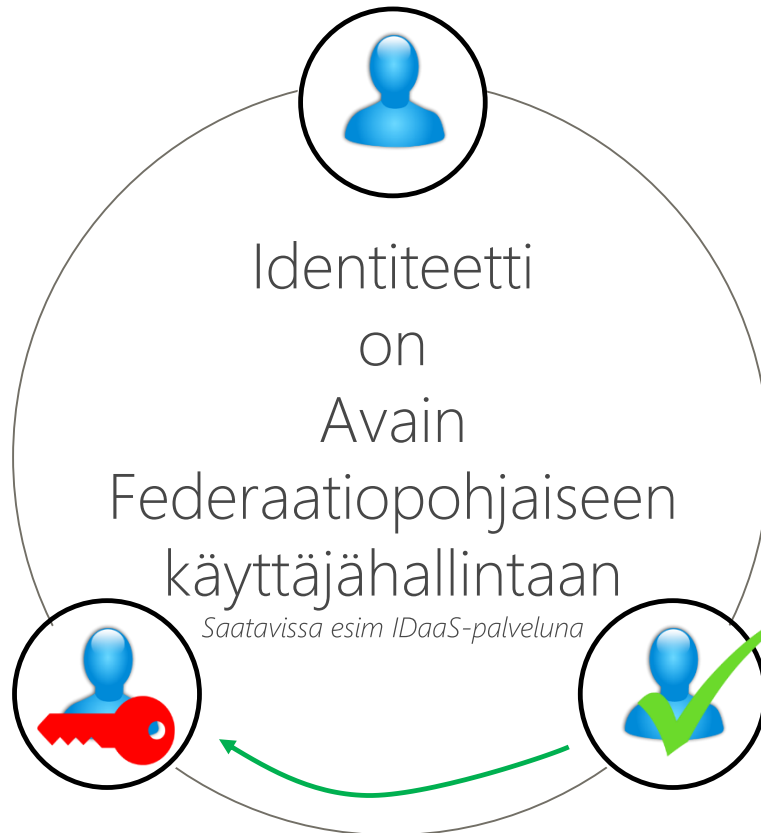 Identiteetti
on
Avain
Federaatiopohjaiseen
käyttäjähallintaan
Saatavissa esim IDaaS-palveluna